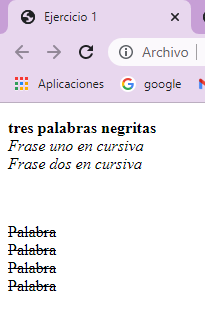 Ejercicio 1
Archivo
Aplicaciones google
tres palabras negritas
Frase uno en cursiva
Frase dos en cursiva
Palabra
Palabra
Palabra
Palabra